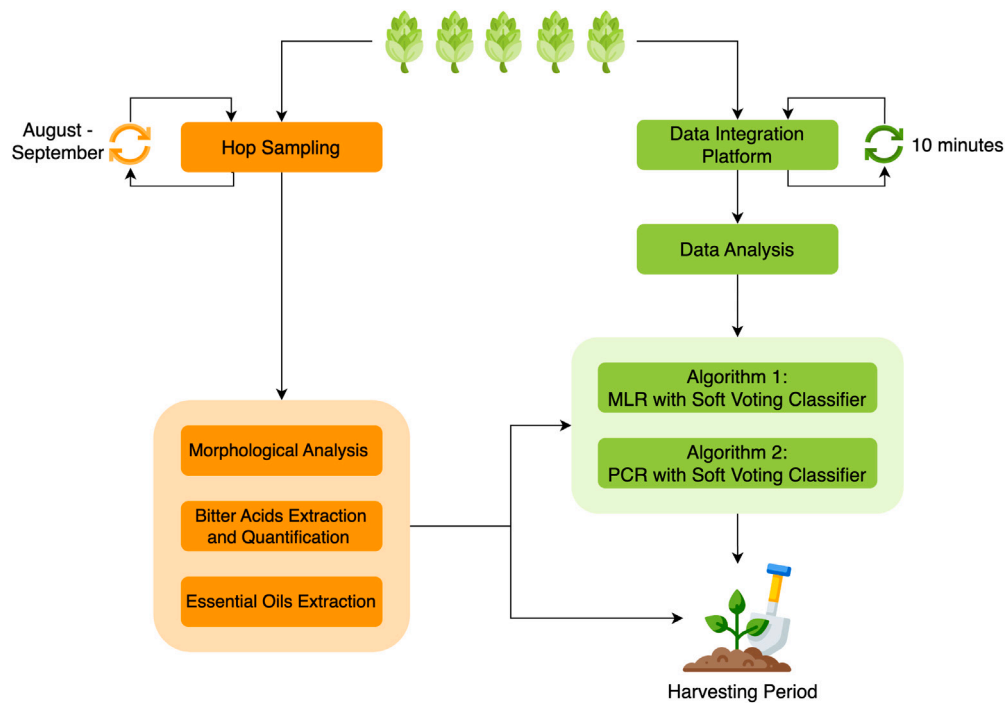 August -
September
Hop Sampling
Data Integration
Platform
10 minutes
Data Analysis
Algorithm 1:
MLR with Soft Voting Classifier
Algorithm 2:
PCR with Soft Voting Classifier
Morphological Analysis
Bitter Acids Extraction
and Quantification
Essential Oils Extraction
Harvesting Period